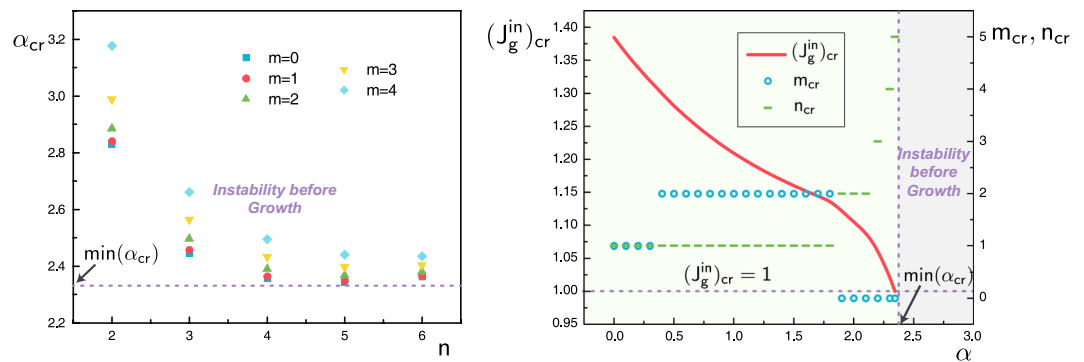 α_cr
3.2
3.0
2.8
2.6
2.4
2.2
m=0
m=1
m=2
m=3
m=4
Instability before
Growth
min(α_cr)
2
3
4
5
6
n
(J_g^in)_cr
1.40
1.35
1.30
1.25
1.20
1.15
1.10
1.05
1.00
0.95
(J_g^in)_cr
m_cr
n_cr
(J_g^in)_cr = 1
Instability
before
Growth
min(α_cr)
0.0
0.5
1.0
1.5
2.0
2.5
3.0
α
m_cr, n_cr
5
4
3
2
1
0